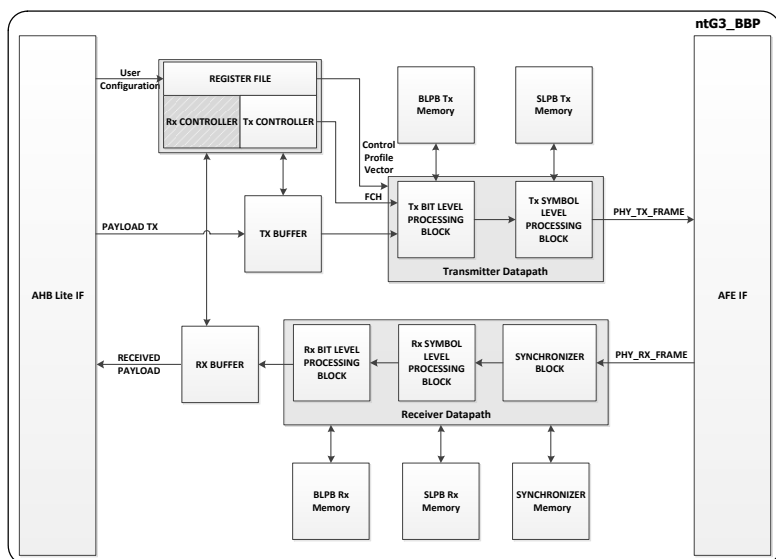 ntG3_BBP
User
Configuration
REGISTER FILE
Rx CONTROLLER
Tx CONTROLLER
BLPB Tx
Memory
SLPB Tx
Memory
Control
Profile
Vector
FCH
PAYLOAD TX
TX BUFFER
Tx BIT LEVEL
PROCESSING
BLOCK
Tx SYMBOL
LEVEL
PROCESSING
BLOCK
PHY_TX_FRAME
Transmitter Datapath
AHB Lite IF
AFE IF
RECEIVED
PAYLOAD
RX BUFFER
Rx BIT LEVEL
PROCESSING
BLOCK
Rx SYMBOL
LEVEL
PROCESSING
BLOCK
SYNCHRONIZER
BLOCK
PHY_RX_FRAME
Receiver Datapath
BLPB Rx
Memory
SLPB Rx
Memory
SYNCHRONIZER
Memory